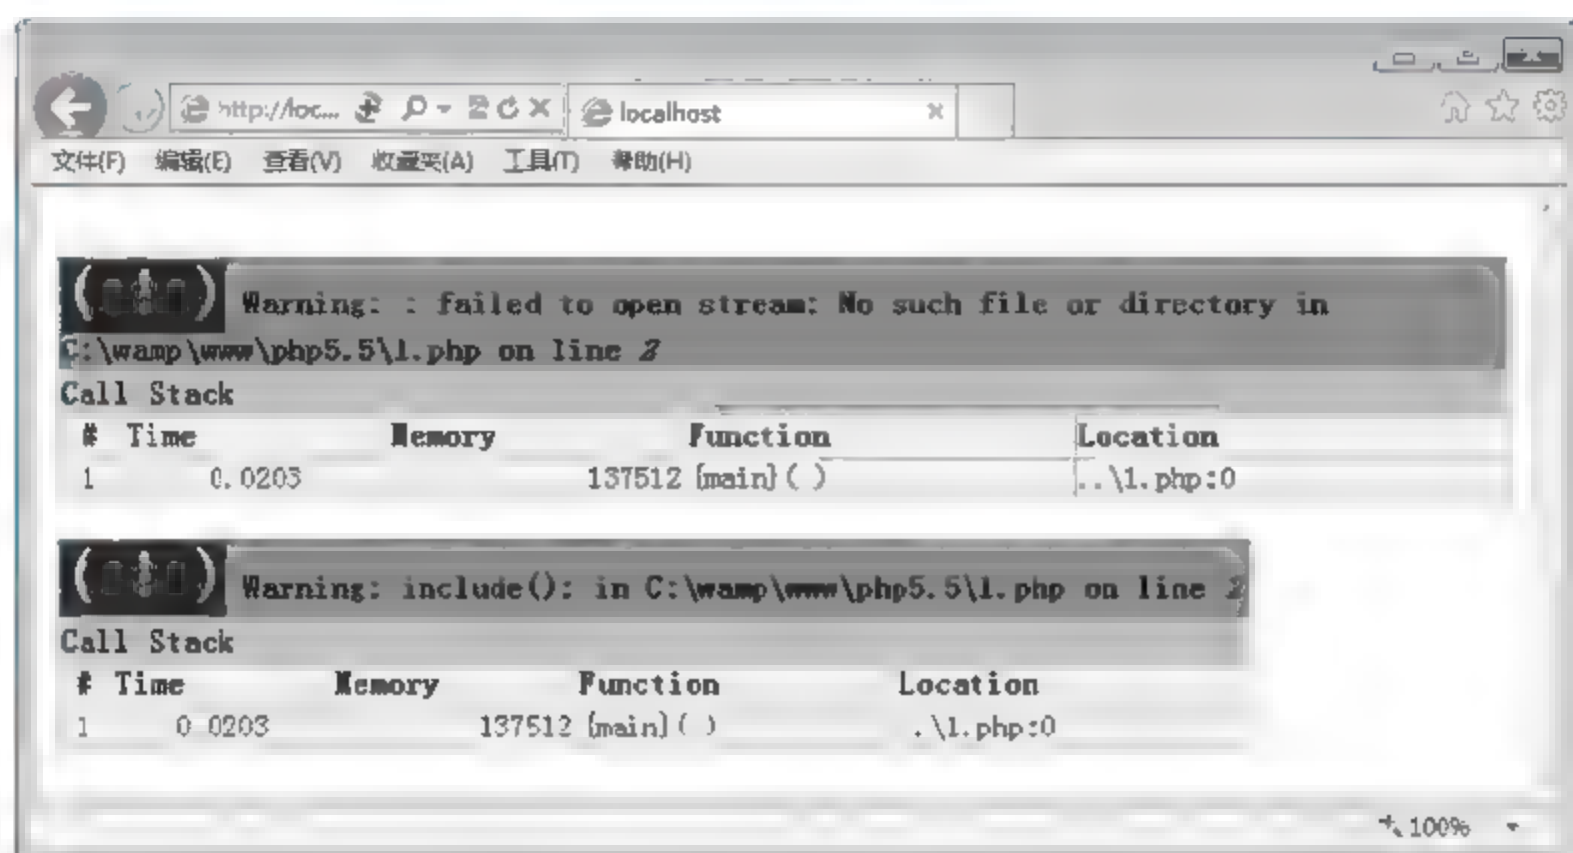 http://loc... localhost
文件(F) 编辑(E) 查看(V) 收藏夹(A) 工具(T) 帮助(H)
( ! ) Warning: : failed to open stream: No such file or directory in
C:\wamp\www\php5.5\1.php on line 2
Call Stack
# Time Memory Function Location
1 0.0203 137512 {main}( ) ..\1.php:0
( ! ) Warning: include(): in C:\wamp\www\php5.5\1.php on line 2
Call Stack
# Time Memory Function Location
1 0.0203 137512 {main}( ) .\1.php:0
100%